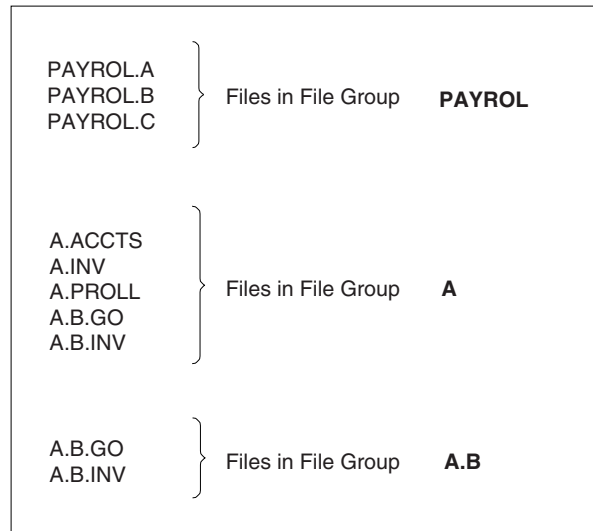 PAYROL.A
PAYROL.B
PAYROL.C
Files in File Group PAYROL
A.ACCTS
A.INV
A.PROLL
A.B.GO
A.B.INV
Files in File Group A
A.B.GO
A.B.INV
Files in File Group A.B